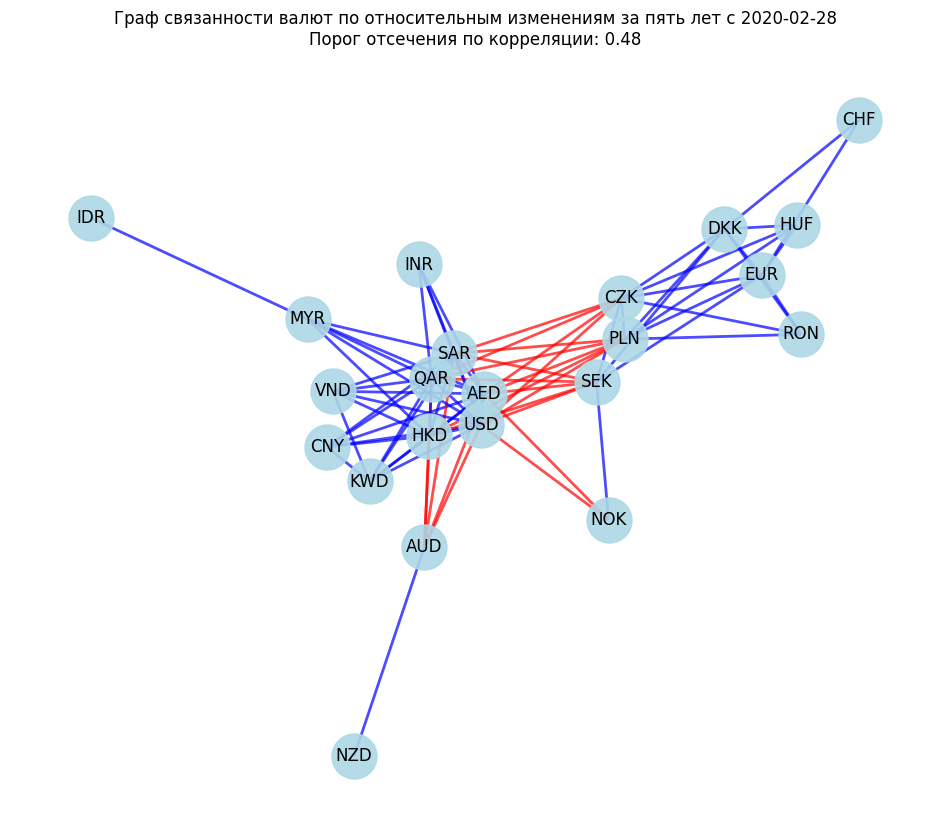 Граф связанности валют по относительным изменениям за пять лет с 2020-02-28
Порог отсечения по корреляции: 0.48
CHF
IDR
DKK
HUF
INR
EUR
CZK
MYR
RON
PLN
SAR
QAR
SEK
VND
AED
USD
HKD
CNY
KWD
NOK
AUD
NZD